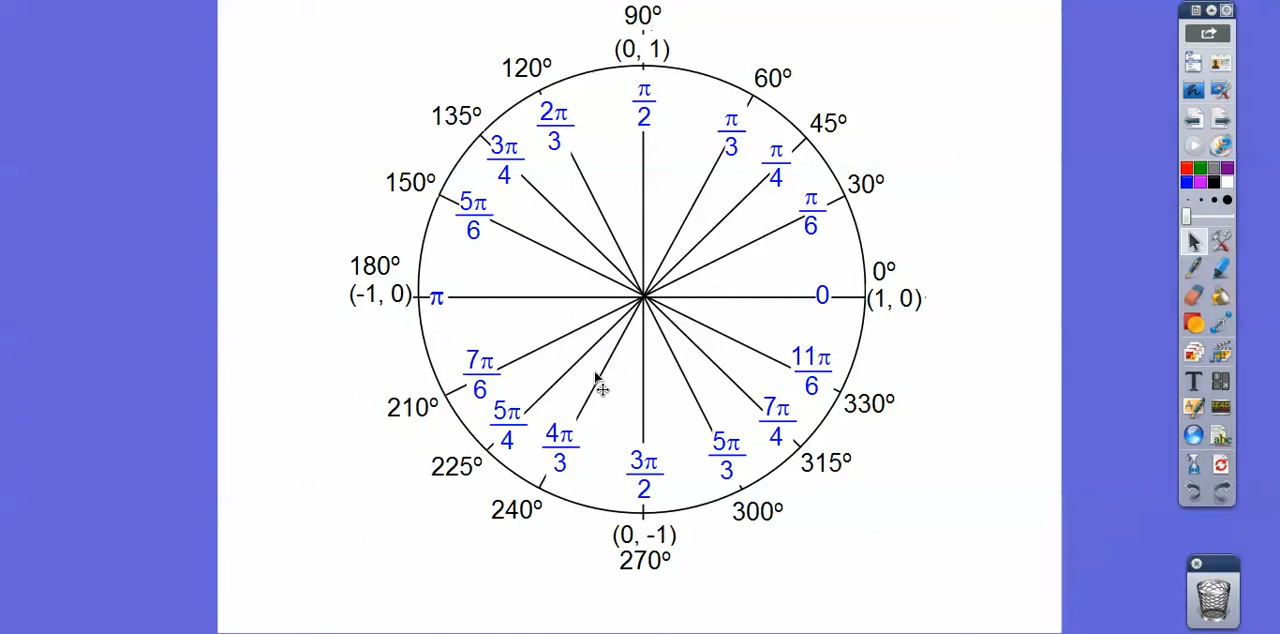 90º
(0, 1)
120º
60º
135º
45º
150º
30º
180º
(-1, 0)
0º
(1, 0)
210º
330º
225º
315º
240º
300º
(0, -1)
270º
π/2
2π/3
π/3
3π/4
π/4
5π/6
π/6
π
0
7π/6
11π/6
5π/4
7π/4
4π/3
5π/3
3π/2
T
abc